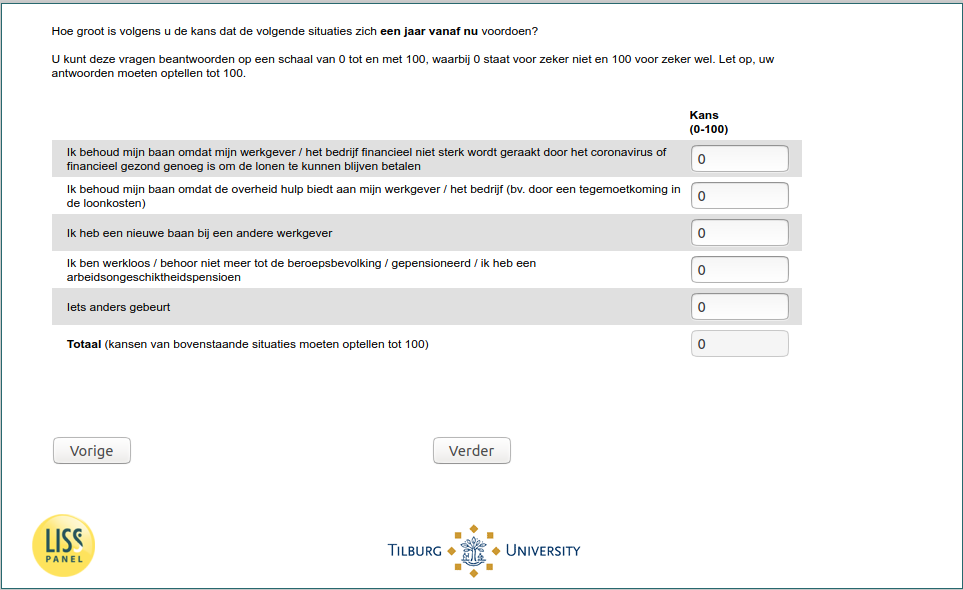 Hoe groot is volgens u de kans dat de volgende situaties zich een jaar vanaf nu voordoen?
U kunt deze vragen beantwoorden op een schaal van 0 tot en met 100, waarbij 0 staat voor zeker niet en 100 voor zeker wel. Let op, uw
antwoorden moeten optellen tot 100.
Kans
(0-100)
Ik behoud mijn baan omdat mijn werkgever / het bedrijf financieel niet sterk wordt geraakt door het coronavirus of
financieel gezond genoeg is om de lonen te kunnen blijven betalen
0
Ik behoud mijn baan omdat de overheid hulp biedt aan mijn werkgever / het bedrijf (bv. door een tegemoetkoming in
de loonkosten)
0
Ik heb een nieuwe baan bij een andere werkgever
0
Ik ben werkloos / behoor niet meer tot de beroepsbevolking / gepensioneerd / ik heb een
arbeidsongeschiktheidspensioen
0
Iets anders gebeurt
0
Totaal (kansen van bovenstaande situaties moeten optellen tot 100)
0
Vorige
Verder
LISS
PANEL
TILBURG UNIVERSITY